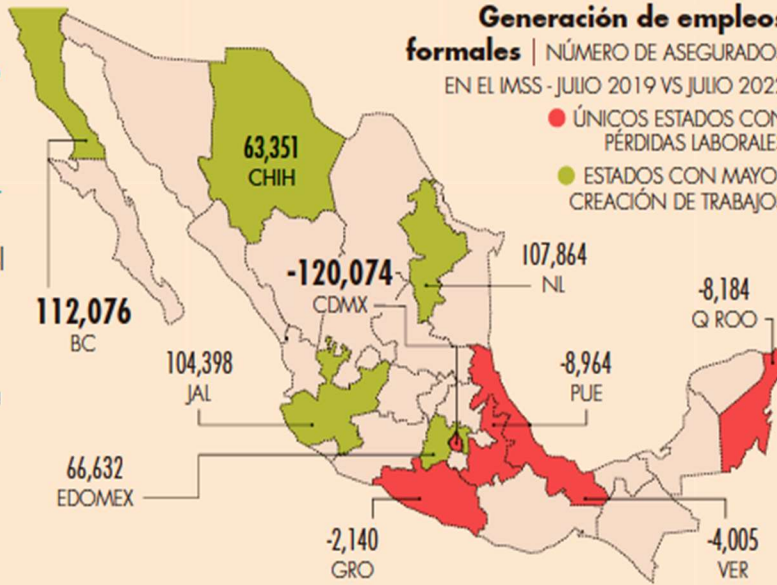 Generación de empleos
formales | NÚMERO DE ASEGURADO
EN EL IMSS - JULIO 2019 VS JULIO 2022
ÚNICOS ESTADOS CON
PÉRDIDAS LABORALE
ESTADOS CON MAYO
CREACIÓN DE TRABAJO
63,351
CHIH
107,864
NL
-120,074
CDMX
112,076
BC
-8,184
Q ROO
104,398
JAL
-8,964
PUE
66,632
EDOMEX
-2,140
GRO
-4,005
VER